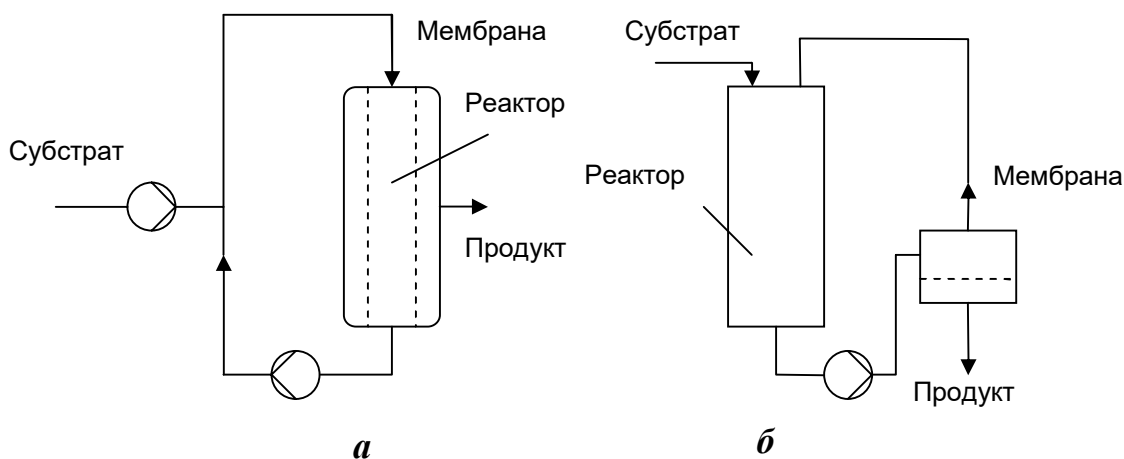 Мембрана
Реактор
Субстрат
Продукт
а
Субстрат
Реактор
Мембрана
Продукт
б